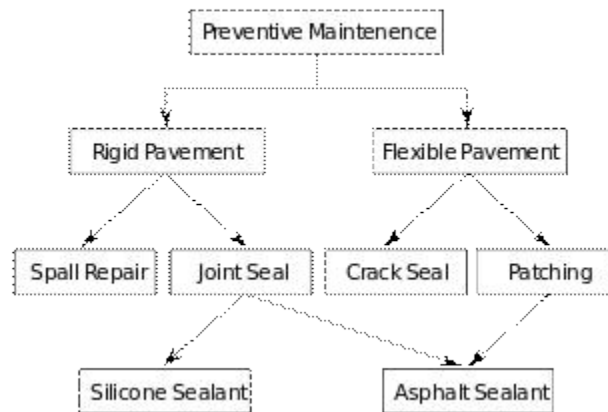 Preventive Maintenence
Rigid Pavement
Flexible Pavement
Spall Repair
Joint Seal
Crack Seal
Patching
Silicone Sealant
Asphalt Sealant